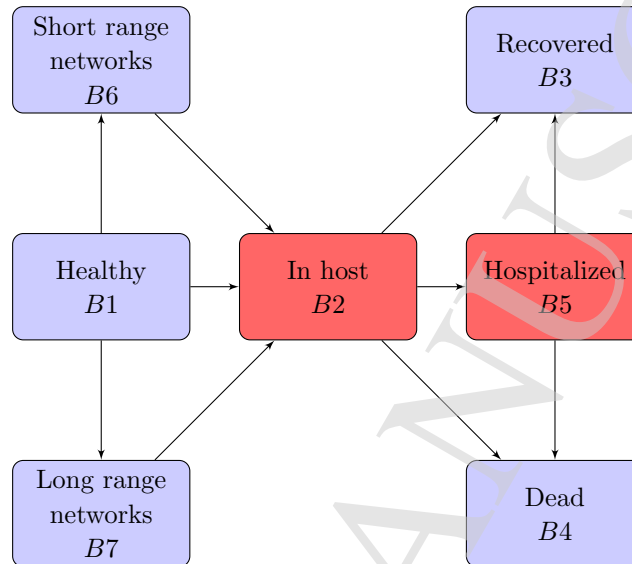 Short range
networks
B6
Recovered
B3
Healthy
B1
In host
B2
Hospitalized
B5
Long range
networks
B7
Dead
B4
ANUS